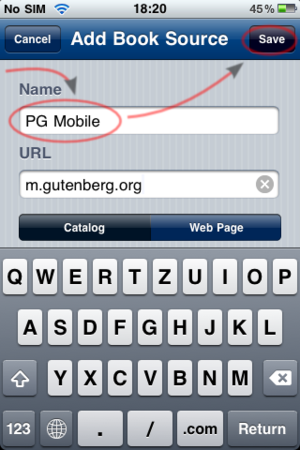 No SIM 18:20 45%
Cancel Add Book Source Save
Name
PG Mobile
URL
m.gutenberg.org
Catalog Web Page
Q W E R T Z U I O P
A S D F G H J K L
Y X C V B N M
123 . / .com Return